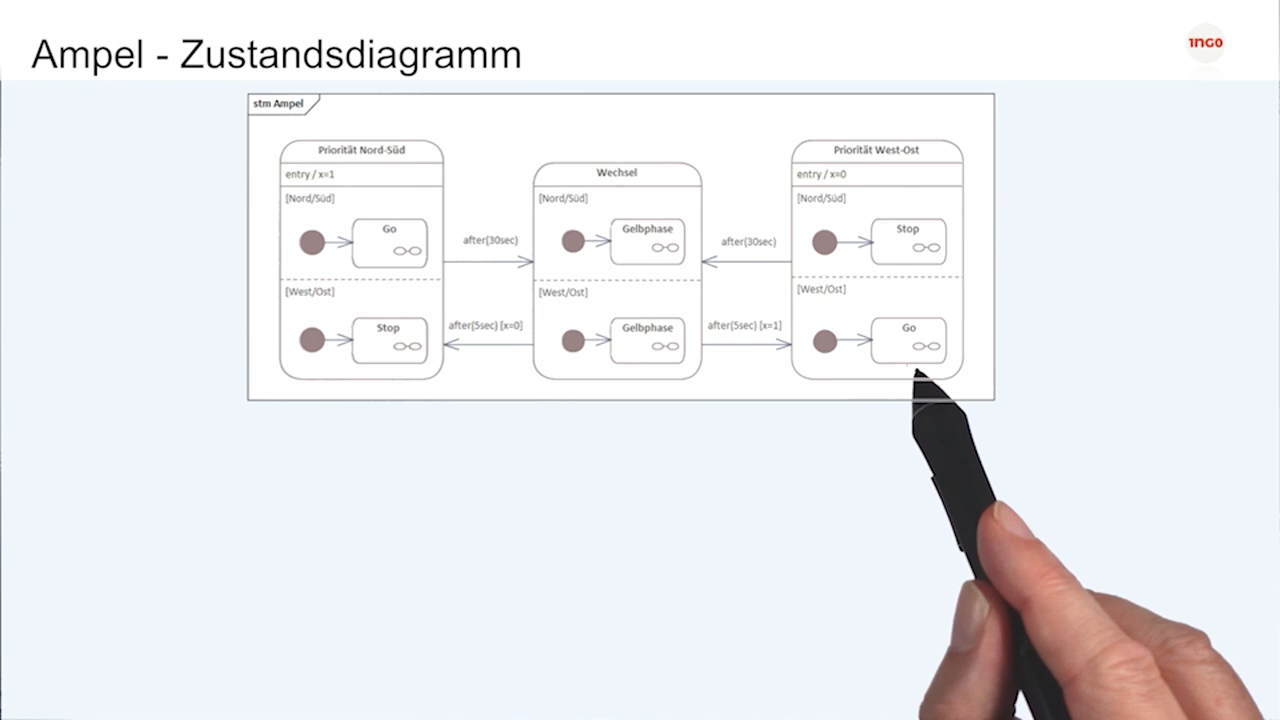 Ampel - Zustandsdiagramm
1NGO
stm Ampel
Priorität Nord-Süd
entry / x=1
[Nord/Süd]
Go
[West/Ost]
Stop
after(30sec)
after(5sec) [x=0]
Wechsel
[Nord/Süd]
Gelbphase
[West/Ost]
Gelbphase
after(30sec)
after(5sec) [x=1]
Priorität West-Ost
entry / x=0
[Nord/Süd]
Stop
[West/Ost]
Go